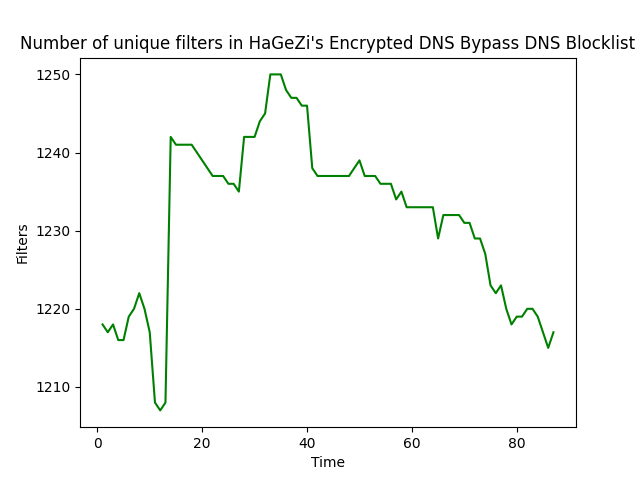 Number of unique filters in HaGeZi's Encrypted DNS Bypass DNS Blocklist
1250
1240
1230
1220
1210
Filters
0 20 40 60 80
Time